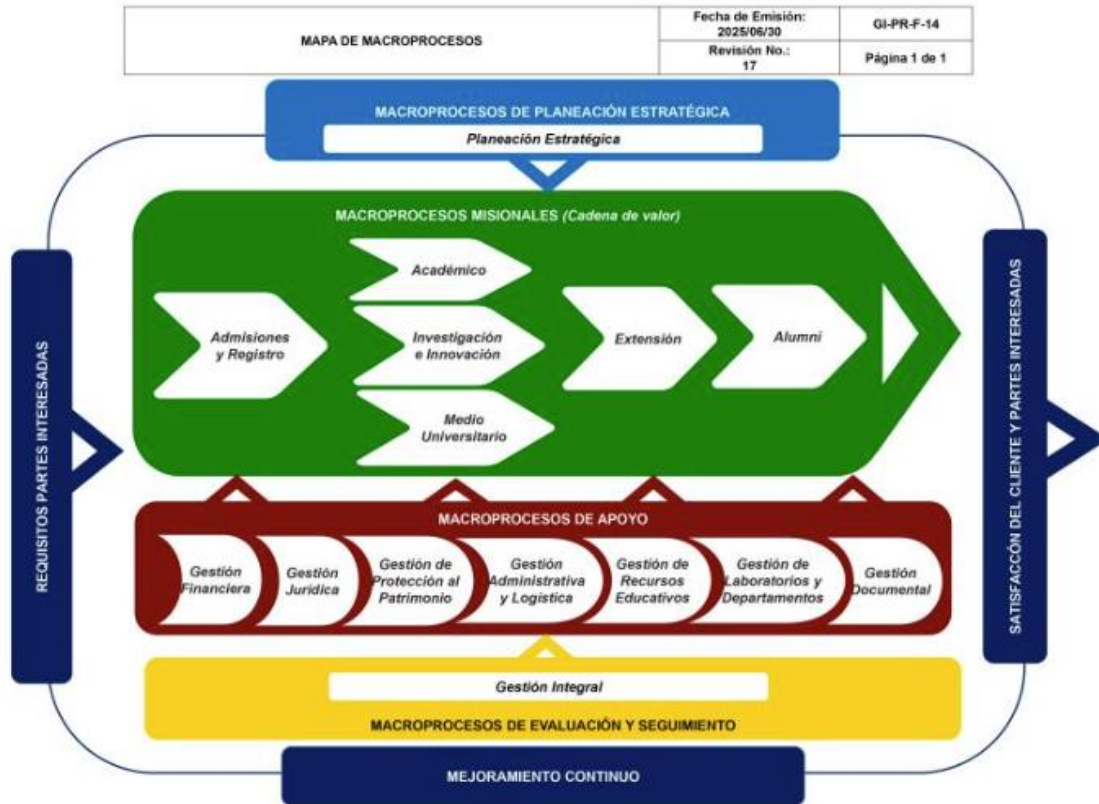 MAPA DE MACROPROCESOS
Fecha de Emisión:
2025/06/30
GI-PR-F-14
Revisión No.:
17
Página 1 de 1
MACROPROCESOS DE PLANEACIÓN ESTRATÉGICA
Planeación Estratégica
REQUISITOS PARTES INTERESADAS
MACROPROCESOS MISIONALES (Cadena de valor)
Admisiones
y Registro
Académico
Investigación
e Innovación
Medio
Universitario
Extensión
Alumni
SATISFACCÓN DEL CLIENTE Y PARTES INTERESADAS
MACROPROCESOS DE APOYO
Gestión
Financiera
Gestión
Jurídica
Gestión de
Protección al
Patrimonio
Gestión
Administrativa
y Logística
Gestión de
Recursos
Educativos
Gestión de
Laboratorios y
Departamentos
Gestión
Documental
Gestión Integral
MACROPROCESOS DE EVALUACIÓN Y SEGUIMIENTO
MEJORAMIENTO CONTINUO